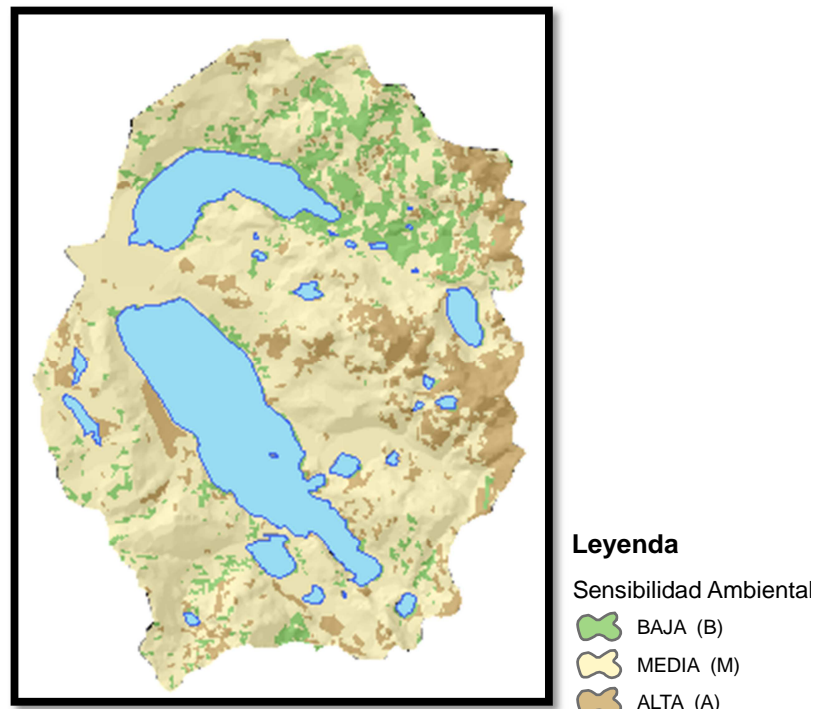 Leyenda
Sensibilidad Ambiental
BAJA (B)
MEDIA (M)
ALTA (A)